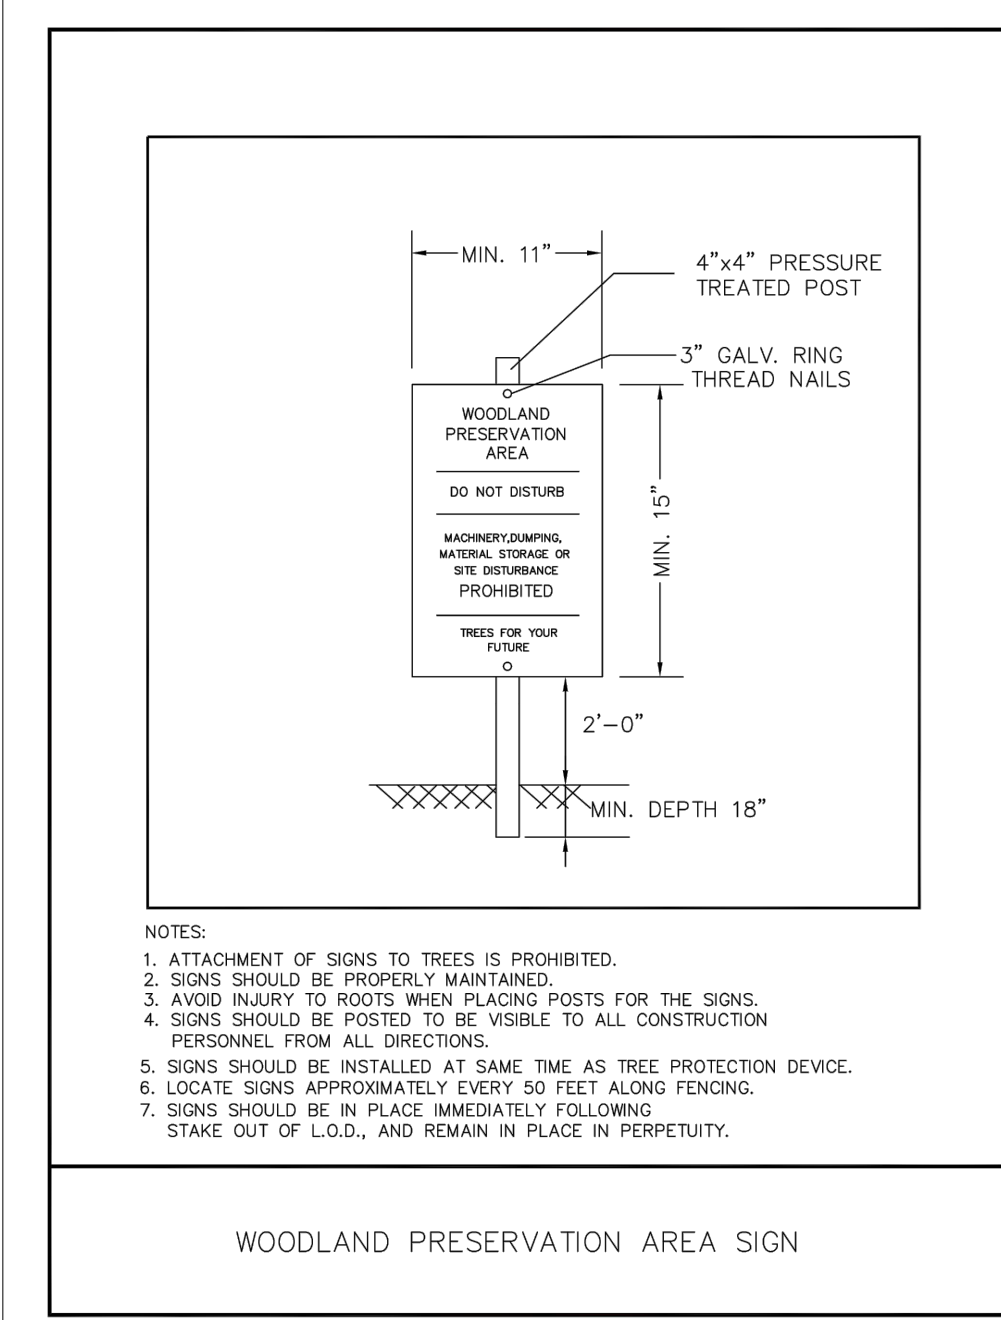 MIN. 11”
4”x4” PRESSURE
TREATED POST
3” GALV. RING
THREAD NAILS
WOODLAND
PRESERVATION
AREA
DO NOT DISTURB
MACHINERY,DUMPING,
MATERIAL STORAGE OR
SITE DISTURBANCE
PROHIBITED
TREES FOR YOUR
FUTURE
MIN. 15”
2’–0”
MIN. DEPTH 18”
NOTES:
1. ATTACHMENT OF SIGNS TO TREES IS PROHIBITED.
2. SIGNS SHOULD BE PROPERLY MAINTAINED.
3. AVOID INJURY TO ROOTS WHEN PLACING POSTS FOR THE SIGNS.
4. SIGNS SHOULD BE POSTED TO BE VISIBLE TO ALL CONSTRUCTION
PERSONNEL FROM ALL DIRECTIONS.
5. SIGNS SHOULD BE INSTALLED AT SAME TIME AS TREE PROTECTION DEVICE.
6. LOCATE SIGNS APPROXIMATELY EVERY 50 FEET ALONG FENCING.
7. SIGNS SHOULD BE IN PLACE IMMEDIATELY FOLLOWING
STAKE OUT OF L.O.D., AND REMAIN IN PLACE IN PERPETUITY.
WOODLAND PRESERVATION AREA SIGN